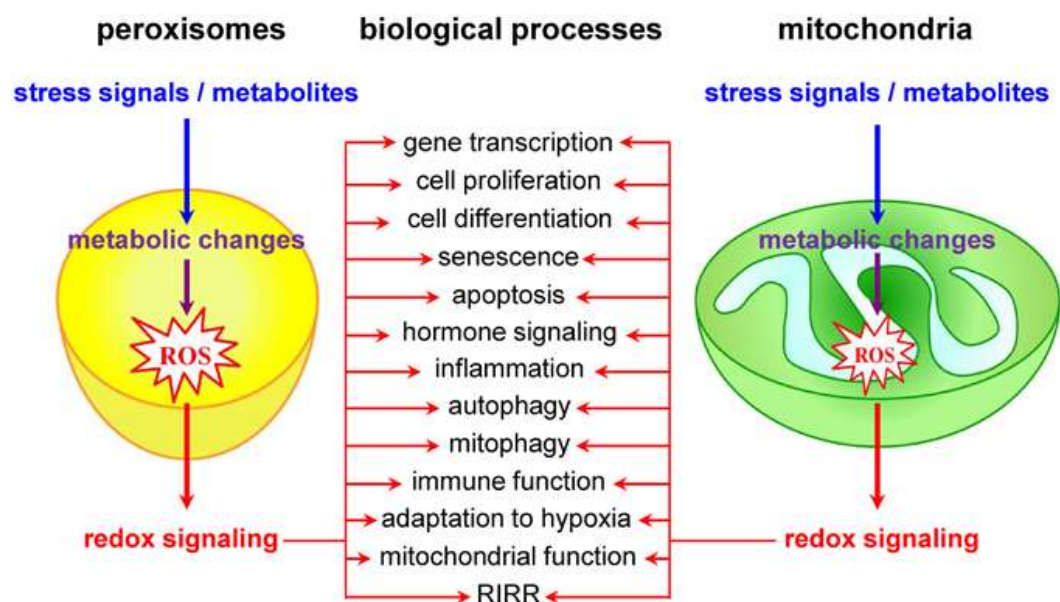 peroxisomes
biological processes
mitochondria
stress signals / metabolites
metabolic changes
ROS
redox signaling
gene transcription
cell proliferation
cell differentiation
senescence
apoptosis
hormone signaling
inflammation
autophagy
mitophagy
immune function
adaptation to hypoxia
mitochondrial function
RIRR
stress signals / metabolites
metabolic changes
ROS
redox signaling